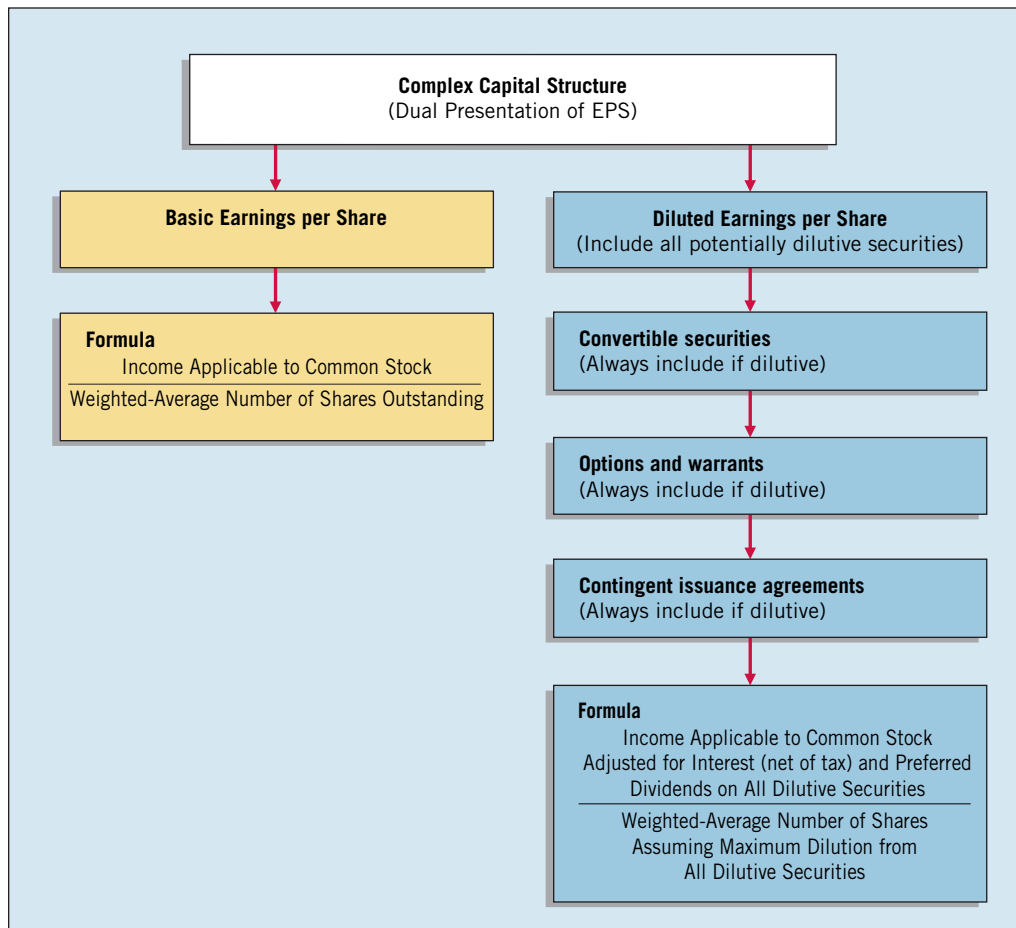 Complex Capital Structure
(Dual Presentation of EPS)
Basic Earnings per Share
Formula
Income Applicable to Common Stock
Weighted-Average Number of Shares Outstanding
Diluted Earnings per Share
(Include all potentially dilutive securities)
Convertible securities
(Always include if dilutive)
Options and warrants
(Always include if dilutive)
Contingent issuance agreements
(Always include if dilutive)
Formula
Income Applicable to Common Stock
Adjusted for Interest (net of tax) and Preferred
Dividends on All Dilutive Securities
Weighted-Average Number of Shares
Assuming Maximum Dilution from
All Dilutive Securities